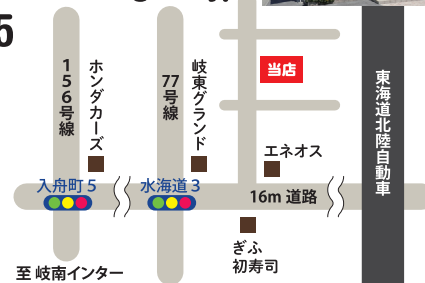 5
156号線
ホンダカーズ
77号線
岐東グランド
当店
東海道北陸自動車
エネオス
入舟町 5
水海道 3
16m 道路
ぎふ
初寿司
至 岐南インター